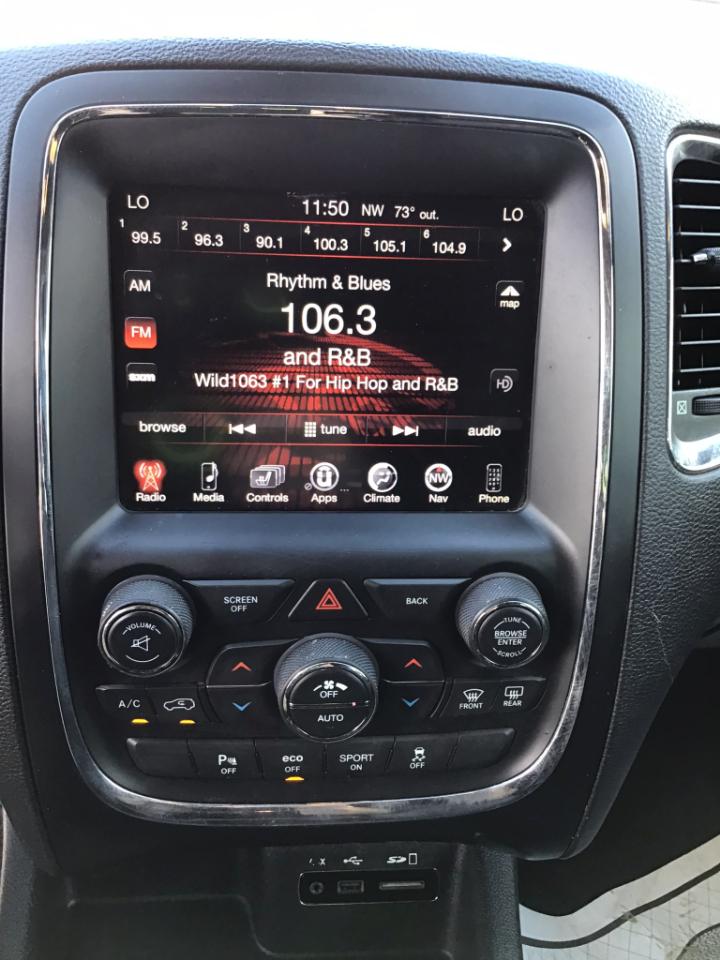 LO 11:50 NW 73° out. LO
1 99.5 2 96.3 3 90.1 4 100.3 5 105.1 6 104.9
AM Rhythm & Blues
map
106.3
FM
and R&B
sxm Wild1063 #1 For Hip Hop and R&B HD
browse tune audio
Radio Media Controls Apps Climate NW Nav Phone
SCREEN OFF BACK
VOLUME
TUNE
BROWSE
ENTER
SCROLL
OFF
AUTO
A/C FRONT REAR
P OFF eco OFF SPORT ON OFF
SD